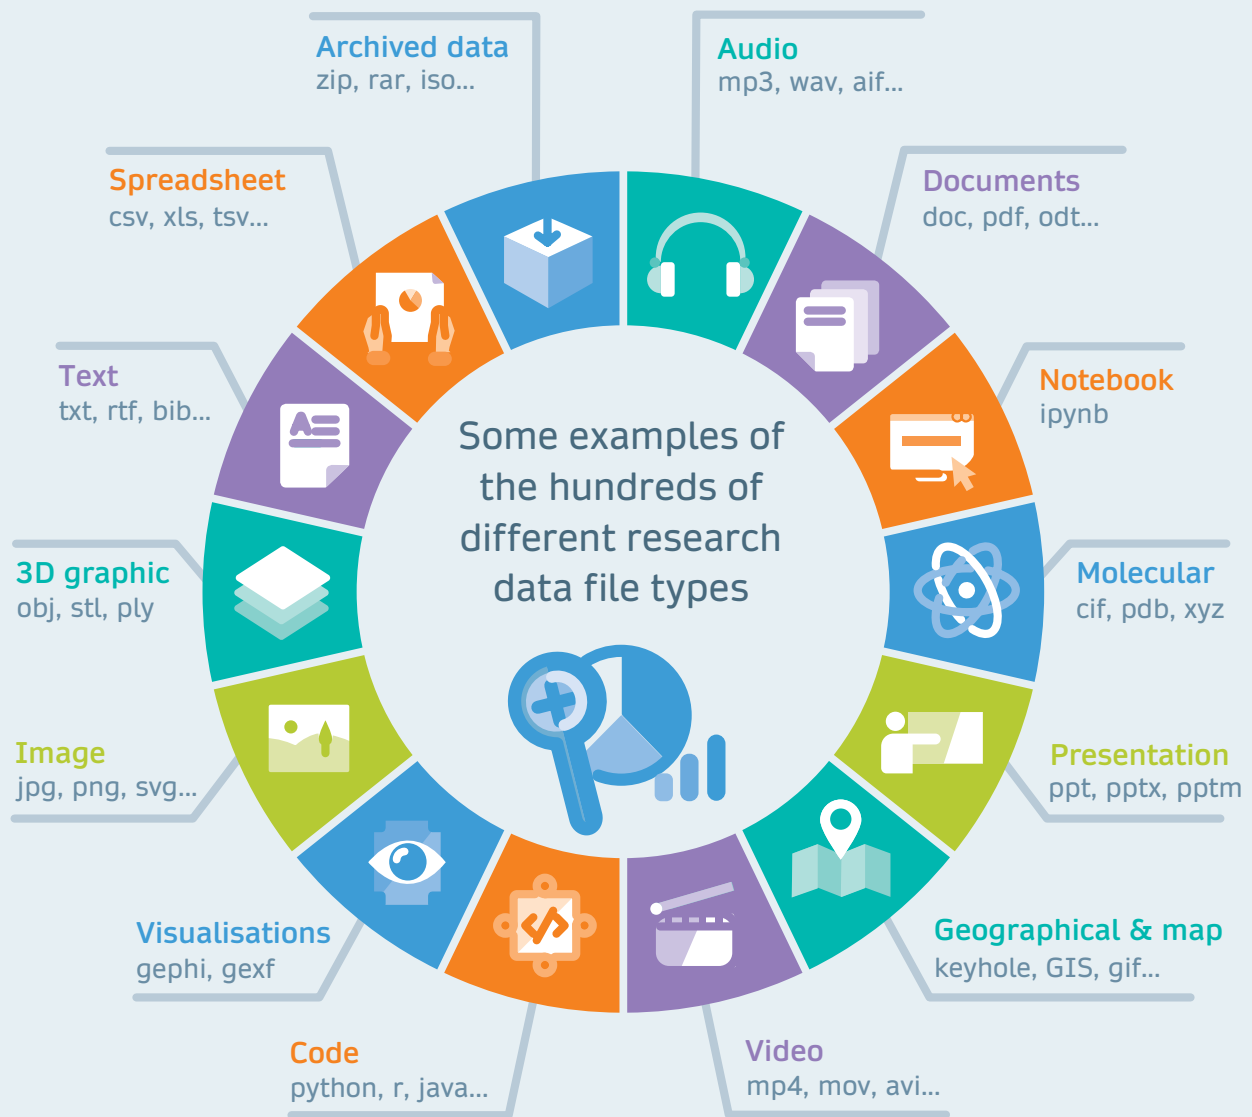 Archived data
zip, rar, iso...
Audio
mp3, wav, aif...
Spreadsheet
csv, xls, tsv...
Documents
doc, pdf, odt...
Text
txt, rtf, bib...
Notebook
ipynb
Some examples of
the hundreds of
different research
data file types
3D graphic
obj, stl, ply
Molecular
cif, pdb, xyz
Image
jpg, png, svg...
Presentation
ppt, pptx, pptm
Visualisations
gephi, gexf
Geographical & map
keyhole, GIS, gif...
Code
python, r, java...
Video
mp4, mov, avi...